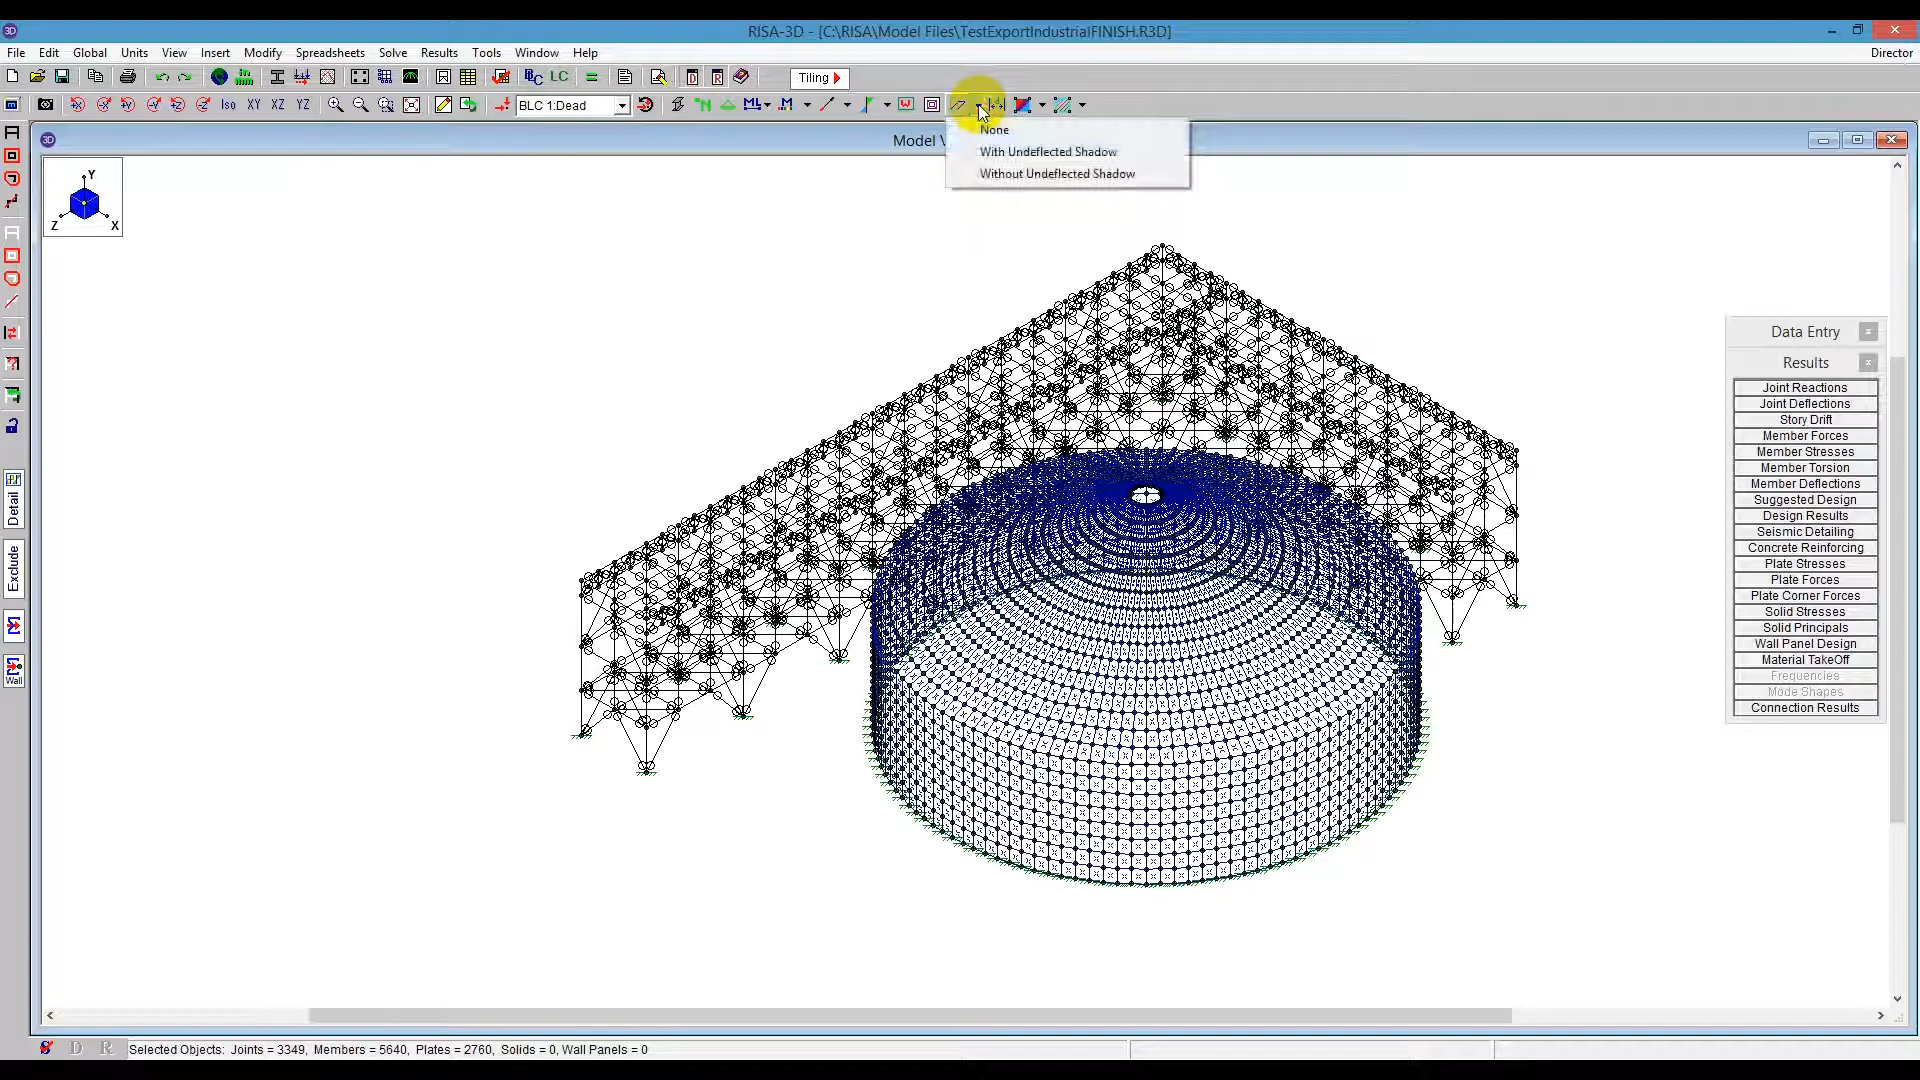 RISA-3D - [C:\RISA\Model Files\TestExportIndustrialFINISH.R3D]
File Edit Global Units View Insert Modify Spreadsheets Solve Results Tools Window Help Director
LC D R Tiling
Iso XY XZ YZ BLC 1:Dead ML M W
Model V
None
With Undeflected Shadow
Without Undeflected Shadow
Y
Z X
Data Entry
Results
Joint Reactions
Joint Deflections
Story Drift
Member Forces
Member Stresses
Member Torsion
Member Deflections
Suggested Design
Design Results
Seismic Detailing
Concrete Reinforcing
Plate Stresses
Plate Forces
Plate Corner Forces
Solid Stresses
Solid Principals
Wall Panel Design
Material TakeOff
Frequencies
Mode Shapes
Connection Results
Detail
Exclude
Wall
D R Selected Objects: Joints = 3349, Members = 5640, Plates = 2760, Solids = 0, Wall Panels = 0